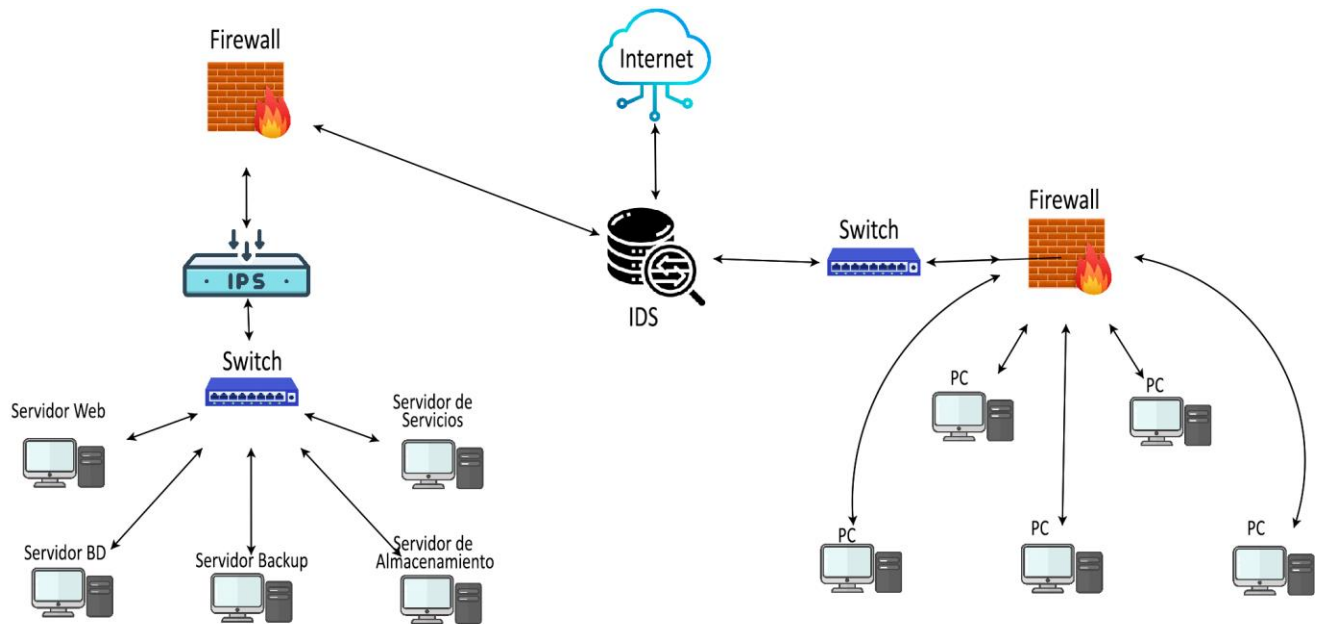 Firewall
Internet
Firewall
Switch
IPS
IDS
Switch
PC
PC
Servidor Web
Servidor de
Servicios
PC
PC
PC
Servidor BD
Servidor Backup
Servidor de
Almacenamiento